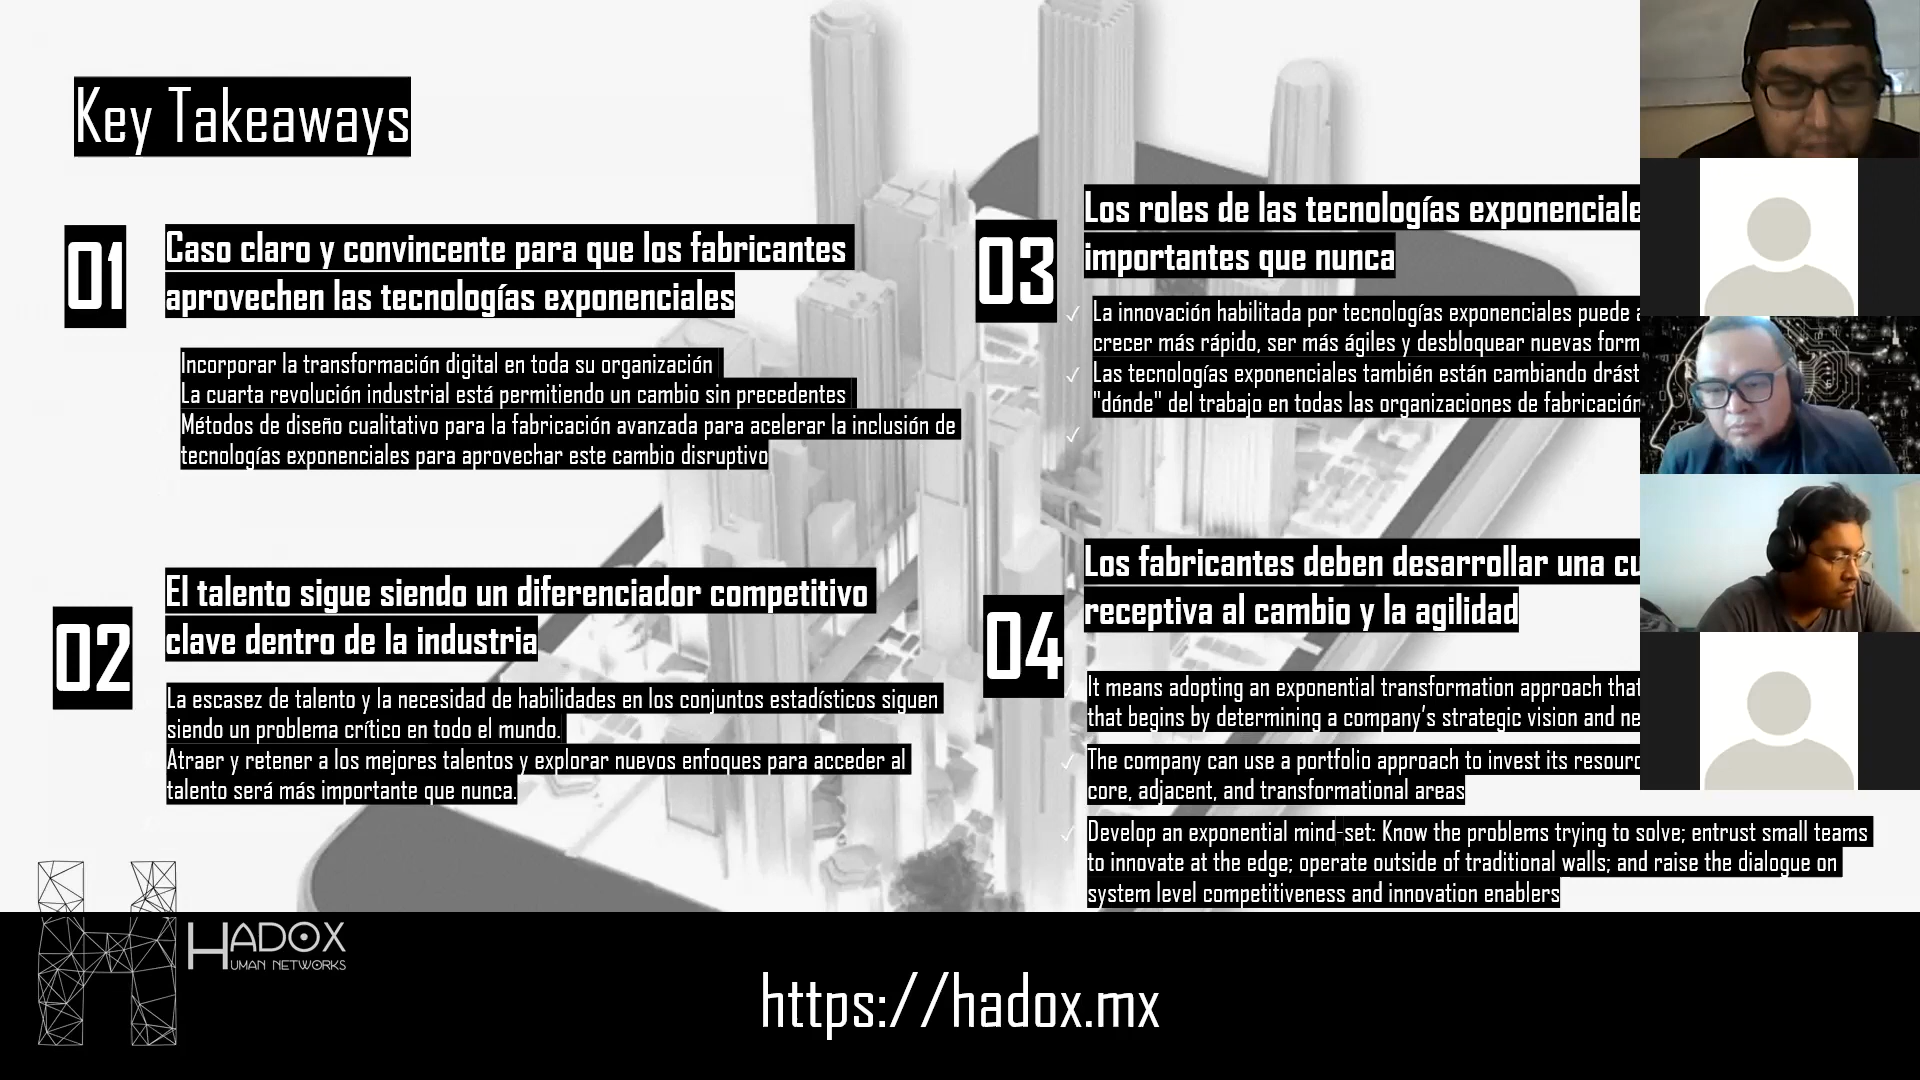 Key Takeaways
01
Caso claro y convincente para que los fabricantes
aprovechen las tecnologías exponenciales
Incorporar la transformación digital en toda su organización
La cuarta revolución industrial está permitiendo un cambio sin precedentes
Métodos de diseño cualitativo para la fabricación avanzada para acelerar la inclusión de
tecnologías exponenciales para aprovechar este cambio disruptivo
02
El talento sigue siendo un diferenciador competitivo
clave dentro de la industria
La escasez de talento y la necesidad de habilidades en los conjuntos estadísticos siguen
siendo un problema crítico en todo el mundo.
Atraer y retener a los mejores talentos y explorar nuevos enfoques para acceder al
talento será más importante que nunca.
03
Los roles de las tecnologías
importantes que nunca
La innovación habilitada por tecnologías exponenciales puede
crecer más rápido, ser más ágiles y desbloquear nuevas
Las tecnologías exponenciales también están cambiando
"dónde" del trabajo en todas las organizaciones de fabricación
04
Los fabricantes deben desarrollar una
receptiva al cambio y la agilidad
It means adopting an exponential transformation approach that
that begins by determining a company's strategic vision and
The company can use a portfolio approach to invest its
core, adjacent, and transformational areas
Develop an exponential mind-set: Know the problems trying to solve; entrust small teams
to innovate at the edge; operate outside of traditional walls; and raise the dialogue on
system level competitiveness and innovation enablers
HADOX
HUMAN NETWORKS
https://hadox.mx